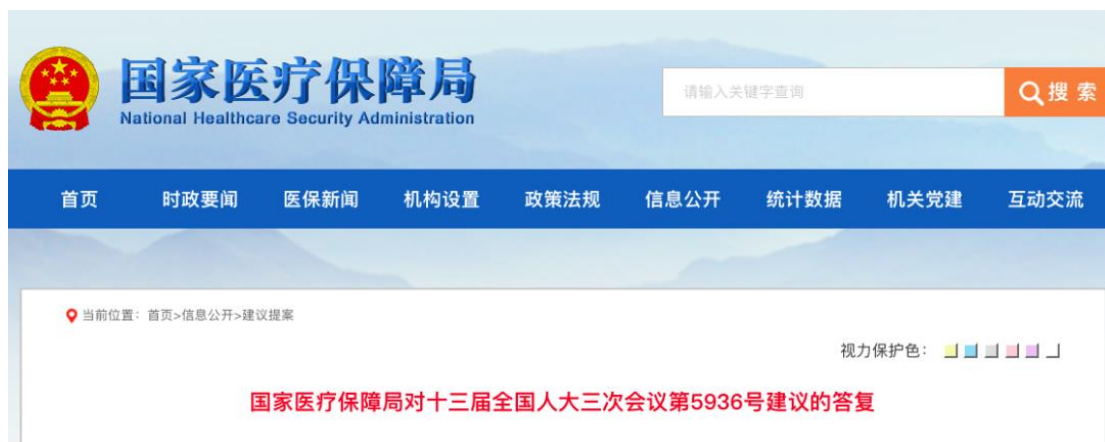 国家医疗保障局
National Healthcare Security Administration
请输入关键字查询
搜 索
首页 时政要闻 医保新闻 机构设置 政策法规 信息公开 统计数据 机关党建 互动交流
当前位置：首页>信息公开>建议提案
视力保护色：
国家医疗保障局对十三届全国人大三次会议第5936号建议的答复